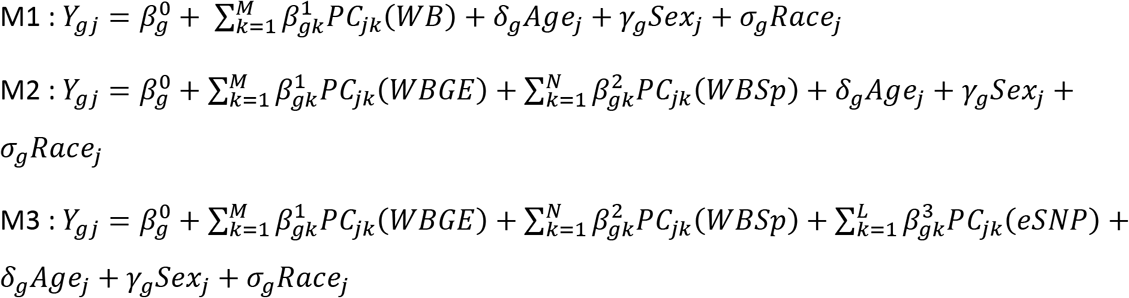 M1 : Y_{gj} = β_g^0 + ∑_{k=1}^M β_{gk}^1 PC_{jk}(WB) + δ_g Age_j + γ_g Sex_j + σ_g Race_j
M2 : Y_{gj} = β_g^0 + ∑_{k=1}^M β_{gk}^1 PC_{jk}(WBGE) + ∑_{k=1}^N β_{gk}^2 PC_{jk}(WBSp) + δ_g Age_j + γ_g Sex_j +
σ_g Race_j
M3 : Y_{gj} = β_g^0 + ∑_{k=1}^M β_{gk}^1 PC_{jk}(WBGE) + ∑_{k=1}^N β_{gk}^2 PC_{jk}(WBSp) + ∑_{k=1}^L β_{gk}^3 PC_{jk}(eSNP) +
δ_g Age_j + γ_g Sex_j + σ_g Race_j